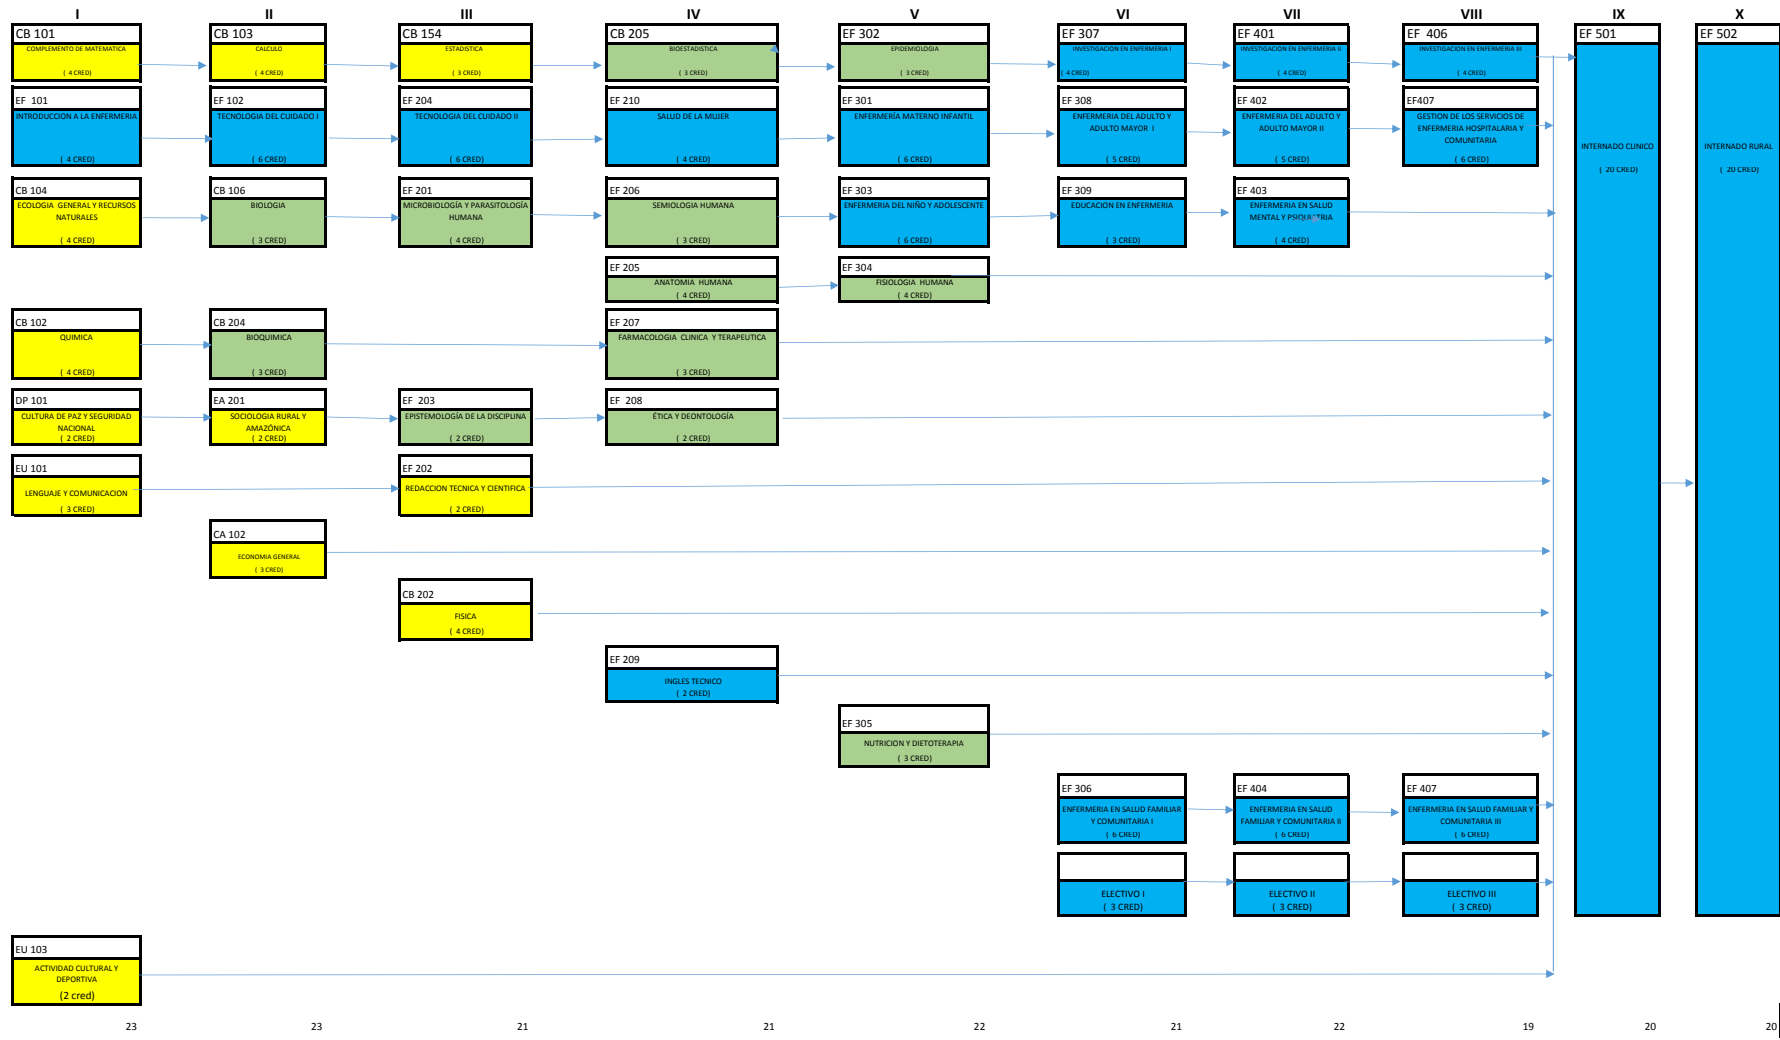 I II III IV V VI VII VIII IX X
CB 101 CB 103 CB 154 CB 205 EF 302 EF 307 EF 401 EF 406 EF 501 EF 502
COMPLEMENTO DE MATEMATICA CALCULO ESTADISTICA BIOESTADISTICA EPIDEMIOLOGIA INVESTIGACION EN ENFERMERIA I INVESTIGACION EN ENFERMERIA II INVESTIGACION EN ENFERMERIA III
( 4 CRED) ( 4 CRED) ( 3 CRED) ( 3 CRED) ( 3 CRED) ( 4 CRED) ( 4 CRED) ( 4 CRED)
EF 101 EF 102 EF 204 EF 210 EF 301 EF 308 EF 402 EF407
INTRODUCCION A LA ENFERMERIA TECNOLOGIA DEL CUIDADO I TECNOLOGIA DEL CUIDADO II SALUD DE LA MUJER ENFERMERÍA MATERNO INFANTIL ENFERMERIA DEL ADULTO Y ENFERMERIA DEL ADULTO Y GESTION DE LOS SERVICIOS DE
ADULTO MAYOR I ADULTO MAYOR II ENFERMERIA HOSPITALARIA Y
COMUNITARIA INTERNADO CLINICO INTERNADO RURAL
( 4 CRED) ( 6 CRED) ( 6 CRED) ( 4 CRED) ( 6 CRED) ( 5 CRED) ( 5 CRED) ( 6 CRED)
( 20 CRED) ( 20 CRED)
CB 104 CB 106 EF 201 EF 206 EF 303 EF 309 EF 403
ECOLOGIA GENERAL Y RECURSOS BIOLOGIA MICROBIOLOGÍA Y PARASITOLOGÍA SEMIOLOGIA HUMANA ENFERMERIA DEL NIÑO Y ADOLESCENTE EDUCACION EN ENFERMERIA ENFERMERIA EN SALUD
NATURALES HUMANA MENTAL Y PSIQUIATRIA
( 4 CRED) ( 3 CRED) ( 4 CRED) ( 3 CRED) ( 6 CRED) ( 3 CRED) ( 4 CRED)
EF 205 EF 304
ANATOMIA HUMANA FISIOLOGIA HUMANA
( 4 CRED) ( 4 CRED)
CB 102 CB 204 EF 207
QUIMICA BIOQUIMICA FARMACOLOGIA CLINICA Y TERAPEUTICA
( 4 CRED) ( 3 CRED) ( 3 CRED)
DP 101 EA 201 EF 203 EF 208
CULTURA DE PAZ Y SEGURIDAD SOCIOLOGIA RURAL Y EPISTEMOLOGÍA DE LA DISCIPLINA ÉTICA Y DEONTOLOGÍA
NACIONAL AMAZÓNICA
( 2 CRED) ( 2 CRED) ( 2 CRED) ( 2 CRED)
EU 101 EF 202
LENGUAJE Y COMUNICACION REDACCION TECNICA Y CIENTIFICA
( 3 CRED) ( 2 CRED)
CA 102
ECONOMIA GENERAL
( 3 CRED)
CB 202
FISICA
( 4 CRED)
EF 209
INGLES TECNICO
( 2 CRED)
EF 305
NUTRICION Y DIETOTERAPIA
( 3 CRED)
EF 306 EF 404 EF 407
ENFERMERIA EN SALUD FAMILIAR ENFERMERIA EN SALUD ENFERMERIA EN SALUD FAMILIAR Y
Y COMUNITARIA I FAMILIAR Y COMUNITARIA II COMUNITARIA III
( 6 CRED) ( 6 CRED) ( 6 CRED)
ELECTIVO I ELECTIVO II ELECTIVO III
( 3 CRED) ( 3 CRED) ( 3 CRED)
EU 103
ACTIVIDAD CULTURAL Y
DEPORTIVA
(2 cred)
23 23 21 21 22 21 22 19 20 20